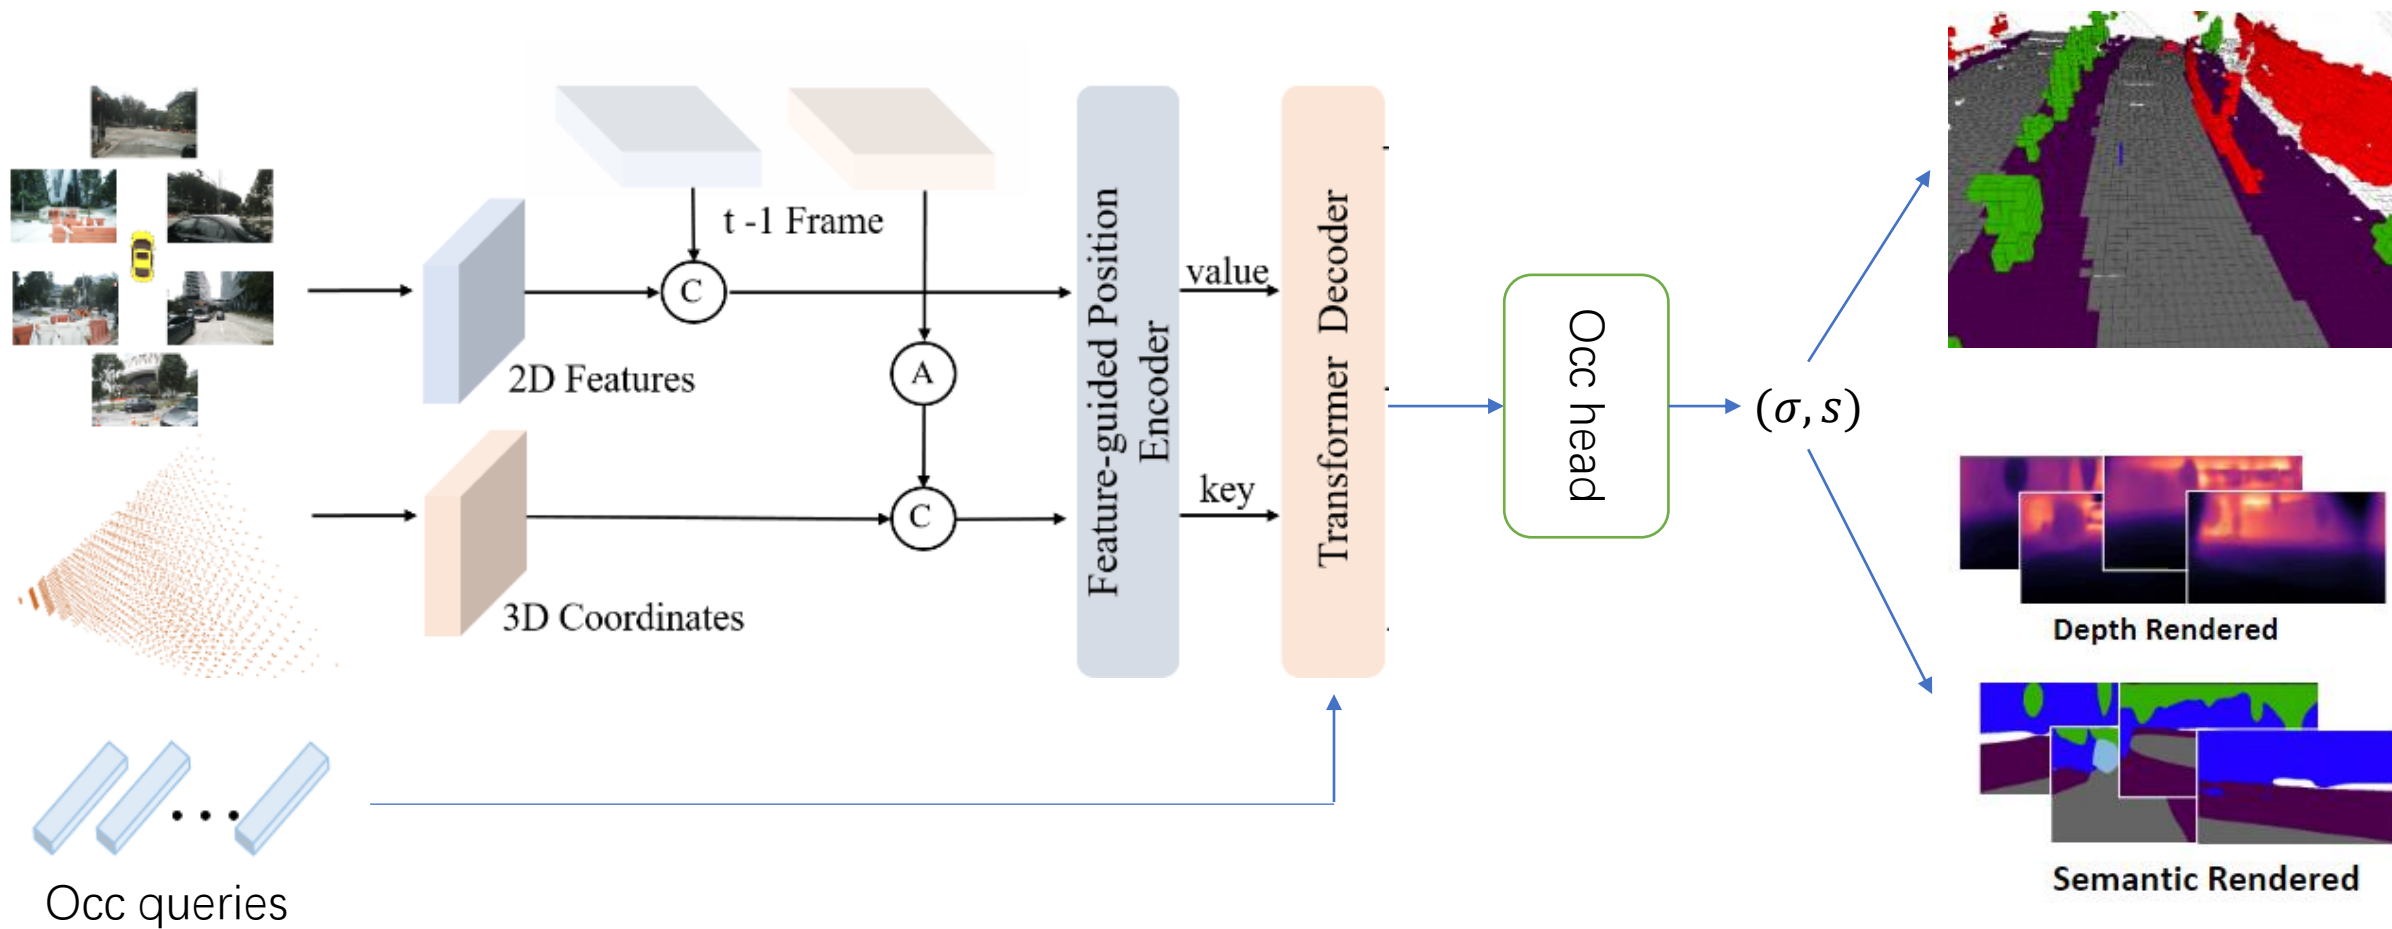 t -1 Frame
C
2D Features
A
C
3D Coordinates
Feature-guided Position
Encoder
value
key
Transformer Decoder
Occ head
(σ, s)
Depth Rendered
Semantic Rendered
Occ queries